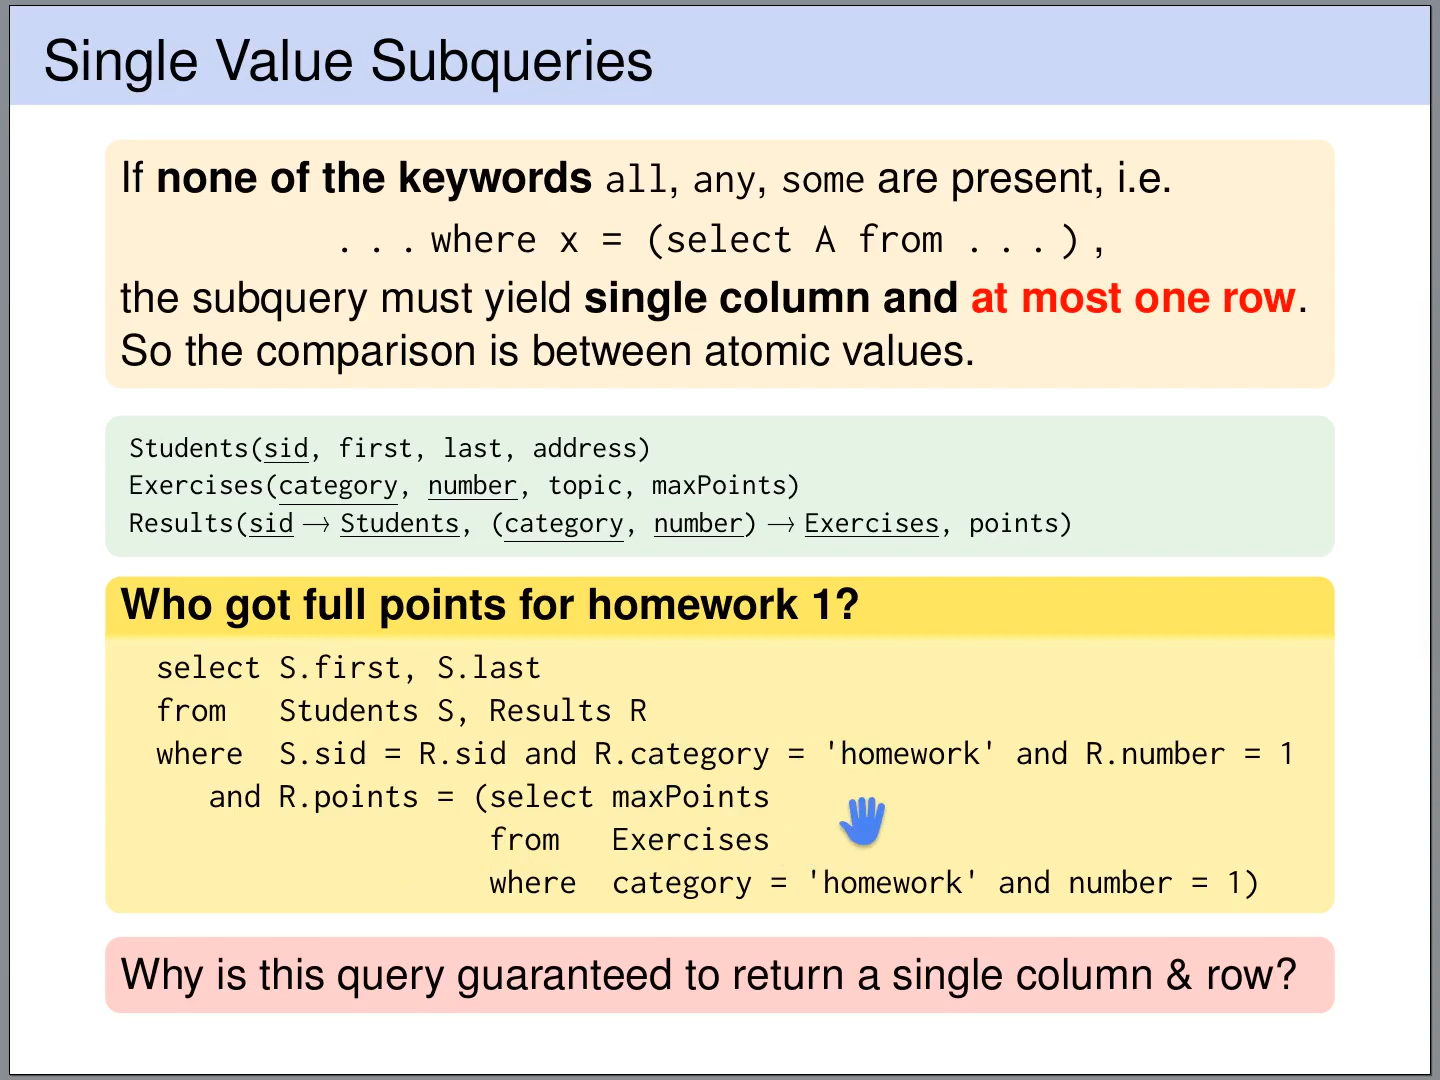 Single Value Subqueries
If none of the keywords all, any, some are present, i.e.
. . . where x = (select A from . . . ) ,
the subquery must yield single column and at most one row.
So the comparison is between atomic values.
Students(sid, first, last, address)
Exercises(category, number, topic, maxPoints)
Results(sid → Students, (category, number) → Exercises, points)
Who got full points for homework 1?
select S.first, S.last
from Students S, Results R
where S.sid = R.sid and R.category = 'homework' and R.number = 1
and R.points = (select maxPoints
from Exercises
where category = 'homework' and number = 1)
Why is this query guaranteed to return a single column & row?